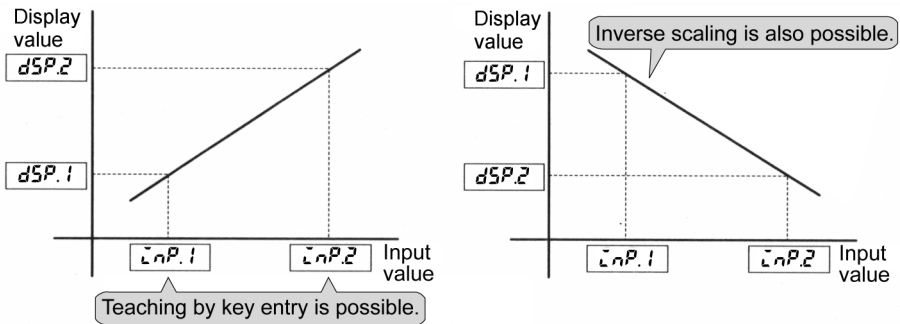 Display
value
dSP.2
dSP.1
inP.1
inP.2
Input
value
Teaching by key entry is possible.
Display
value
Inverse scaling is also possible.
dSP.1
dSP.2
inP.1
inP.2
Input
value